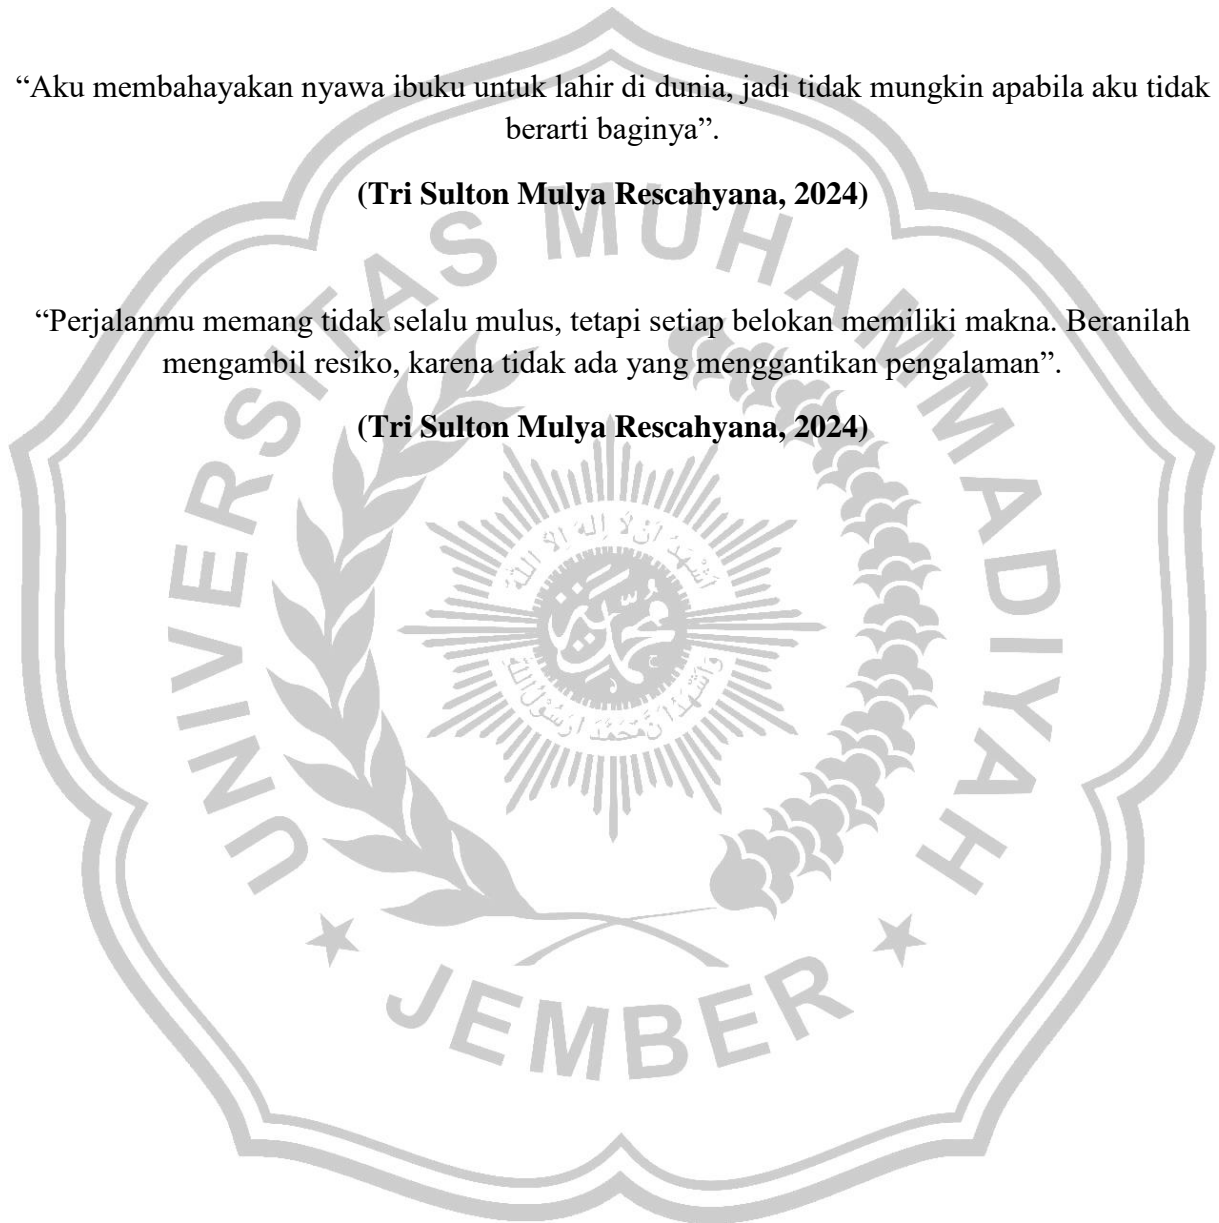 “Aku membahayakan nyawa ibuku untuk lahir di dunia, jadi tidak mungkin apabila aku tidak
berarti baginya”.
(Tri Sulton Mulya Rescahyana, 2024)
“Perjalanmu memang tidak selalu mulus, tetapi setiap belokan memiliki makna. Beranilah
mengambil resiko, karena tidak ada yang menggantikan pengalaman”.
(Tri Sulton Mulya Rescahyana, 2024)
UNIVERSITAS MUHAMMADIYAH
JEMBER